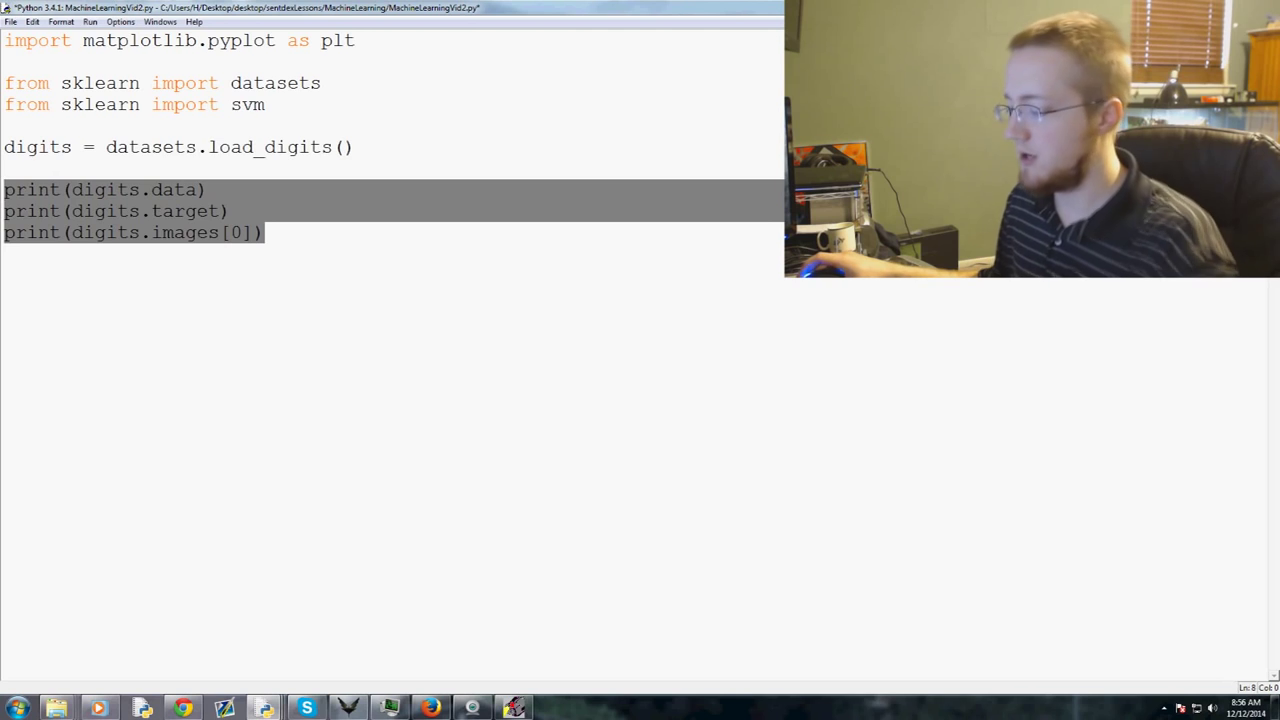 *Python 3.4.1: MachineLearningVid2.py - C:/Users/H/Desktop/desktop/sentdexLessons/MachineLearning/MachineLearningVid2.py*
File Edit Format Run Options Windows Help
import matplotlib.pyplot as plt
from sklearn import datasets
from sklearn import svm
digits = datasets.load_digits()
print(digits.data)
print(digits.target)
print(digits.images[0])
Ln: 8 Col: 0
8:56 AM
12/12/2014